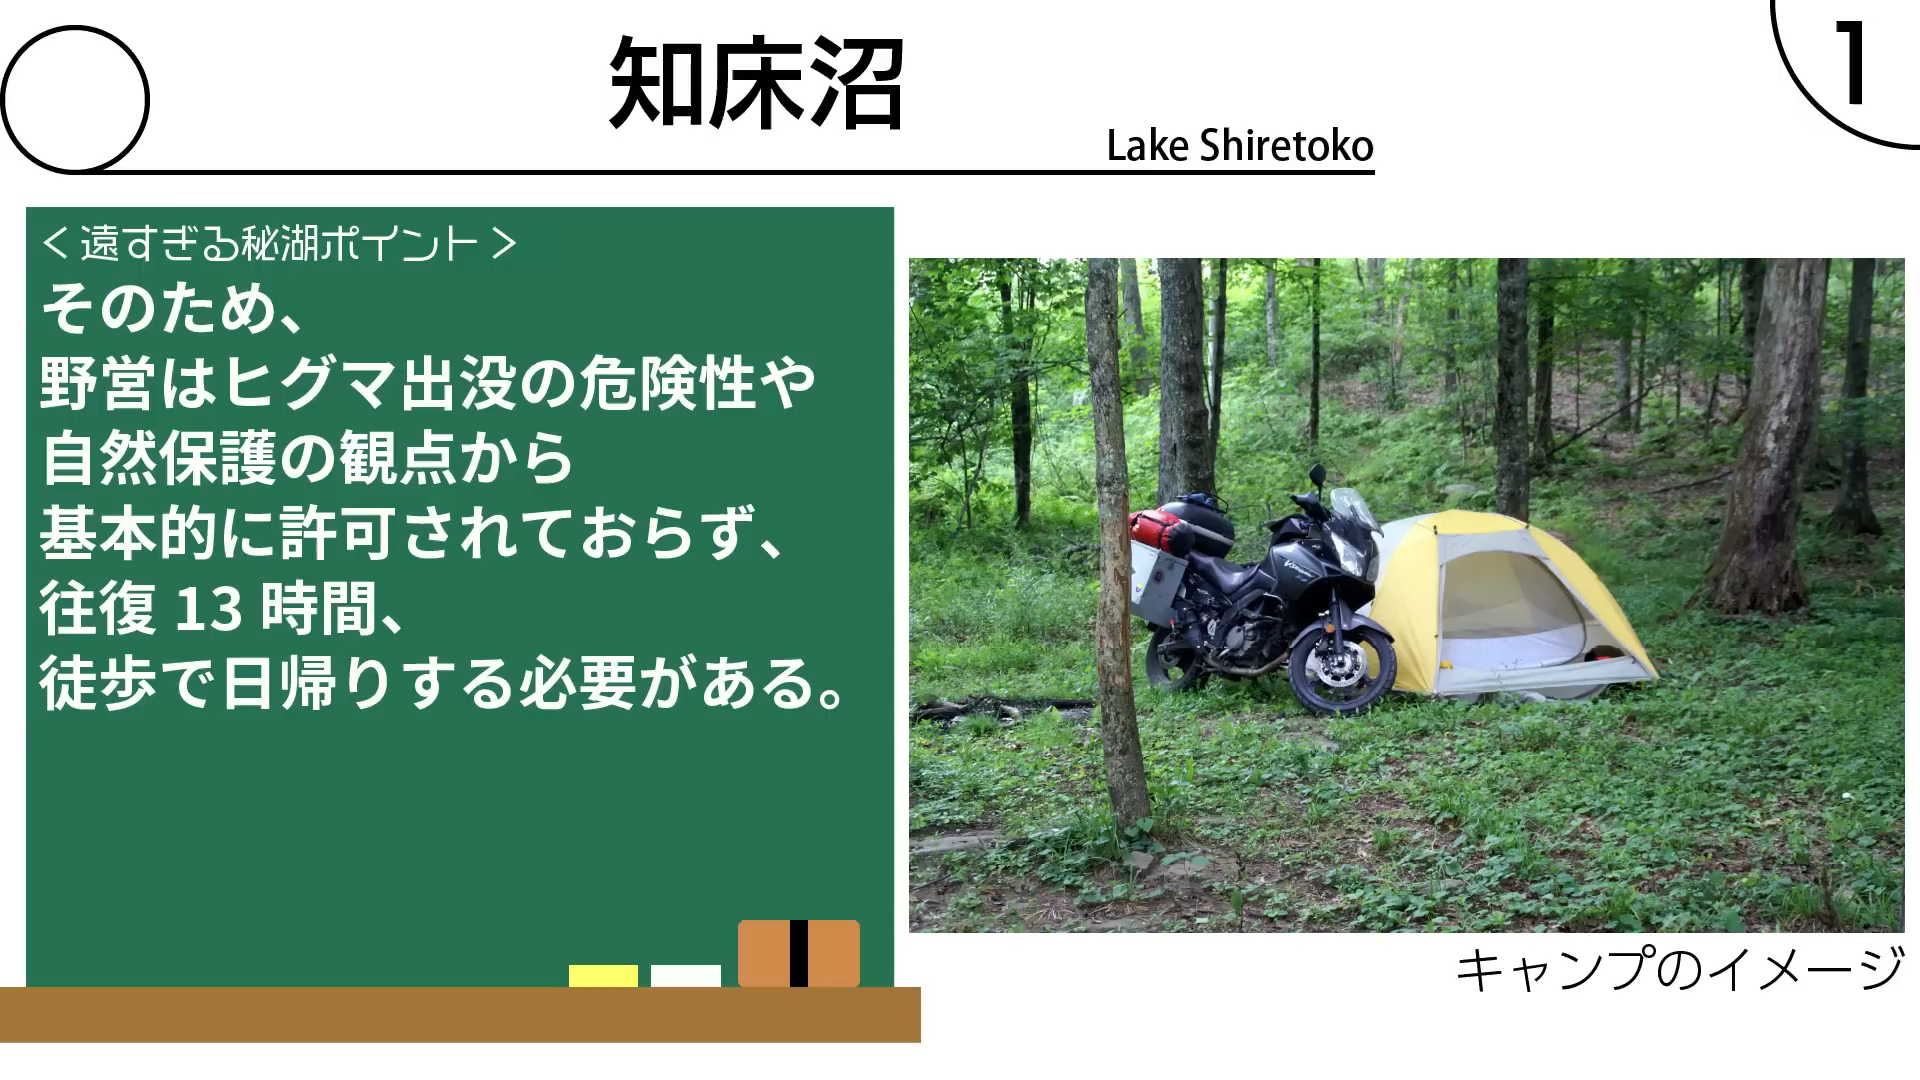 知床沼
Lake Shiretoko
1
＜遠すぎる秘湖ポイント＞
そのため、
野営はヒグマ出没の危険性や
自然保護の観点から
基本的に許可されておらず、
往復 13 時間、
徒歩で日帰りする必要がある。
キャンプのイメージ